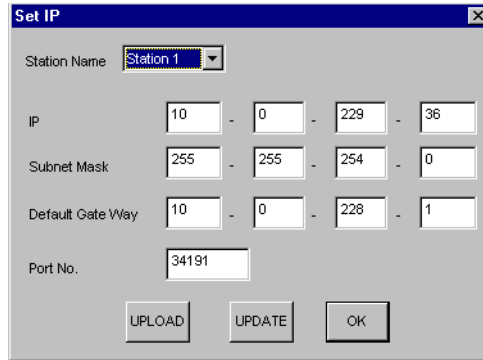 Set IP
Station Name Station 1
IP 10 - 0 - 229 - 36
Subnet Mask 255 - 255 - 254 - 0
Default Gate Way 10 - 0 - 228 - 1
Port No. 34191
UPLOAD UPDATE OK